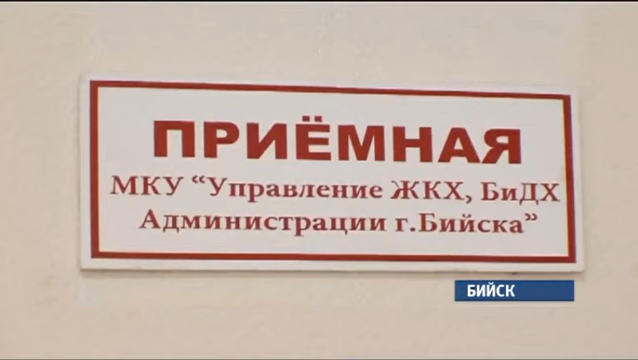 ПРИЁМНАЯ
МКУ “Управление ЖКХ, БиДХ
Администрации г.Бийска”
БИЙСК